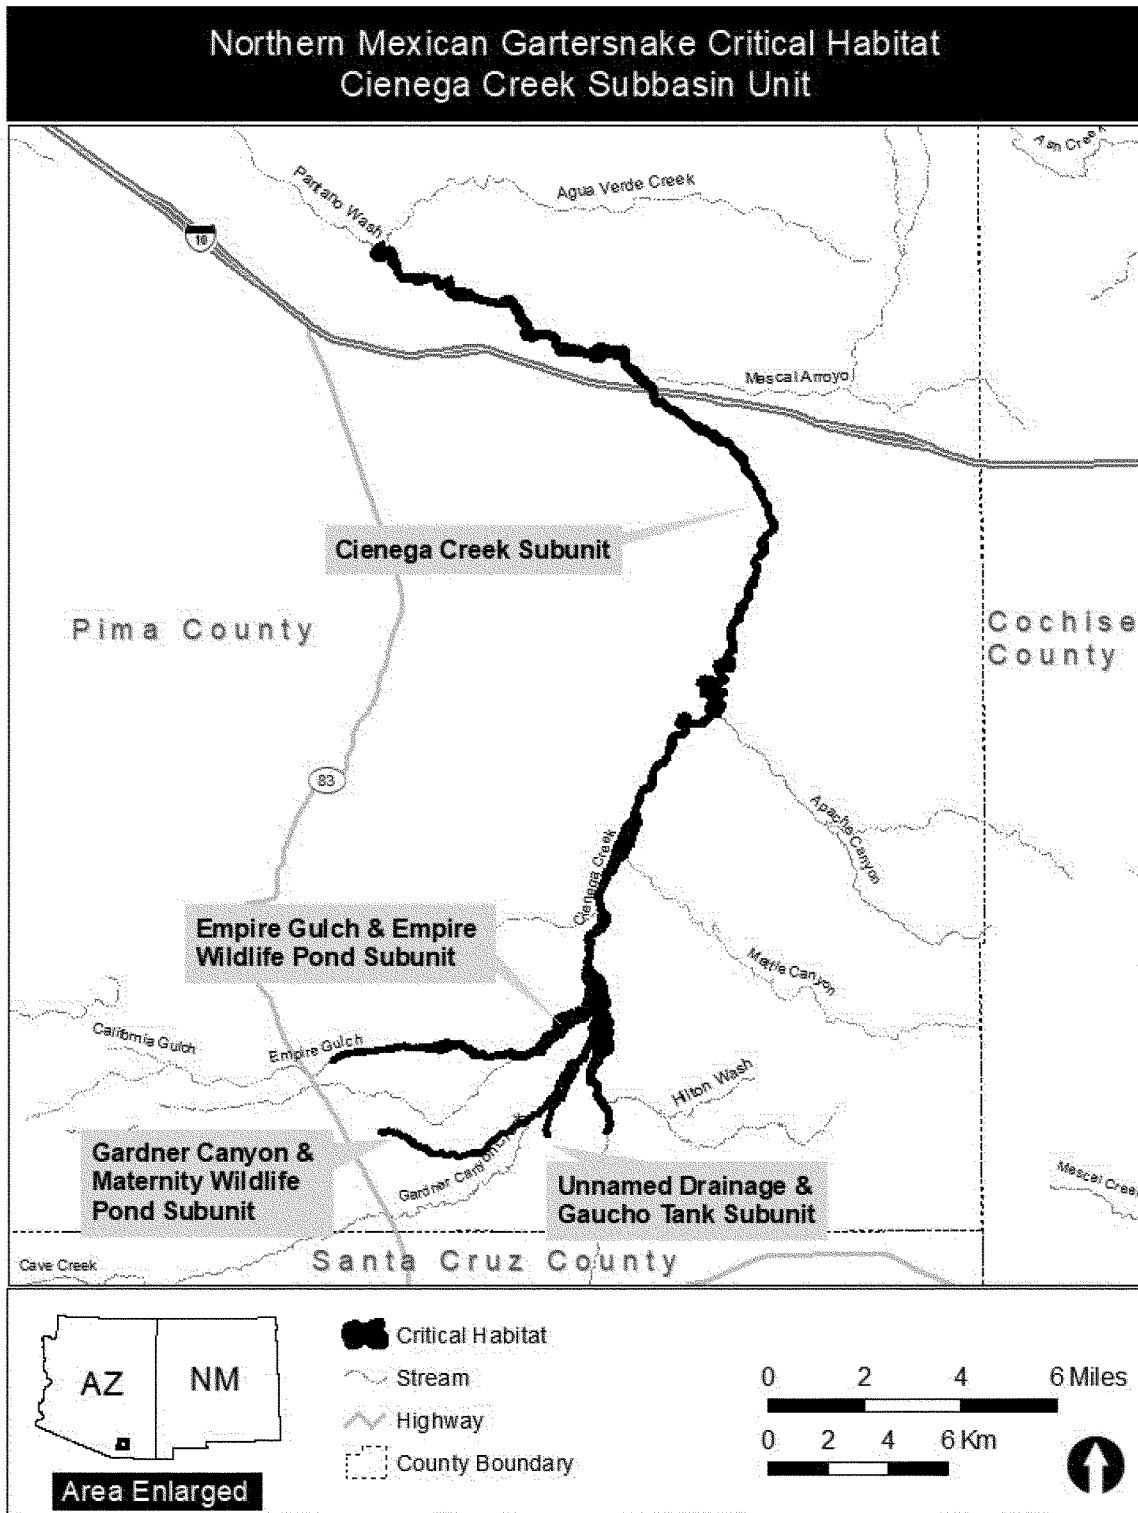 Northern Mexican Gartersnake Critical Habitat
Cienega Creek Subbasin Unit
Ash Creek
Pantano Wash
Agua Verde Creek
10
Mescal Arroyo
Cienega Creek Subunit
Pima County
Cochise
County
83
Apache Canyon
Cienega Creek
Empire Gulch & Empire
Wildlife Pond Subunit
Mattie Canyon
California Gulch
Empire Gulch
Hilton Wash
Gardner Canyon &
Maternity Wildlife
Pond Subunit
Gardner Canyon
Unnamed Drainage &
Gaucho Tank Subunit
Mescal Creek
Santa Cruz County
Cave Creek
AZ
NM
Area Enlarged
Critical Habitat
Stream
Highway
County Boundary
0 2 4 6 Miles
0 2 4 6 Km